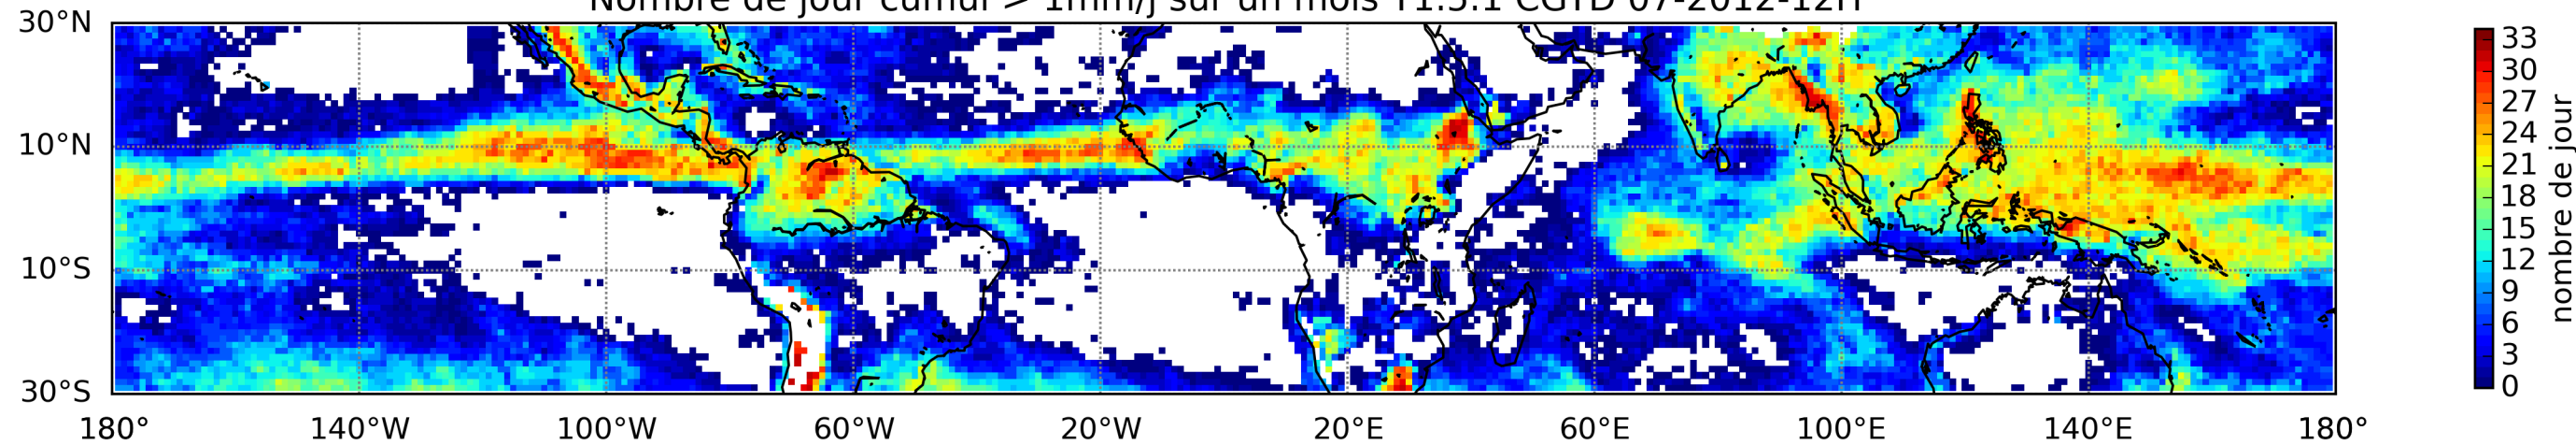 Nombre de jour cumul > 1mm/j sur un mois T1.5.1 CGTD 07-2012-12H
30°N
10°N
10°S
30°S
180° 140°W 100°W 60°W 20°W 20°E 60°E 100°E 140°E 180°
33
30
27
24
21
18
15
12
9
6
3
0
nombre de jour